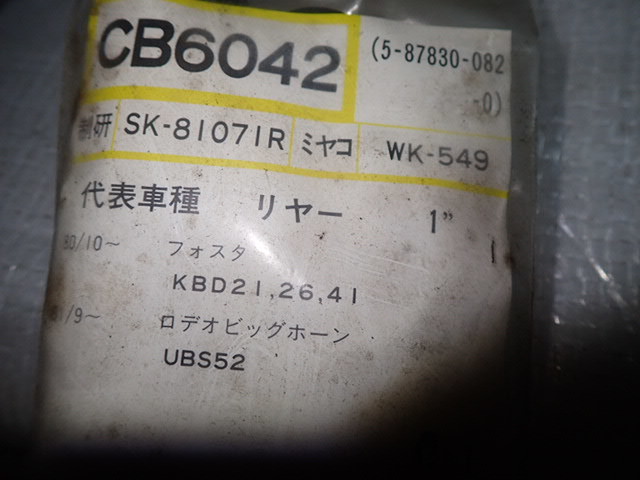 CB6042
(5-87830-082
-0)
制研 SK-81071R ミヤコ WK-549
代表車種 リヤー 1”
80/10～ フォスタ
KBD21,26,41
81/9～ ロデオビッグホーン
UBS52